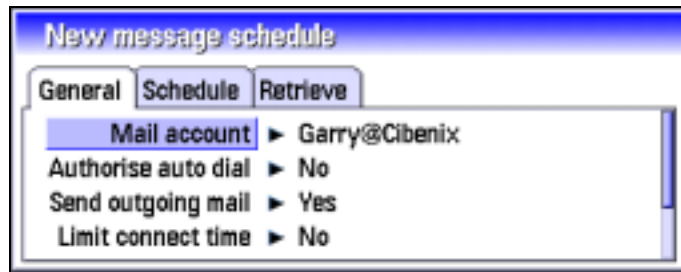 New message schedule
General Schedule Retrieve
Mail account ► Garry@Cibenix
Authorise auto dial ► No
Send outgoing mail ► Yes
Limit connect time ► No